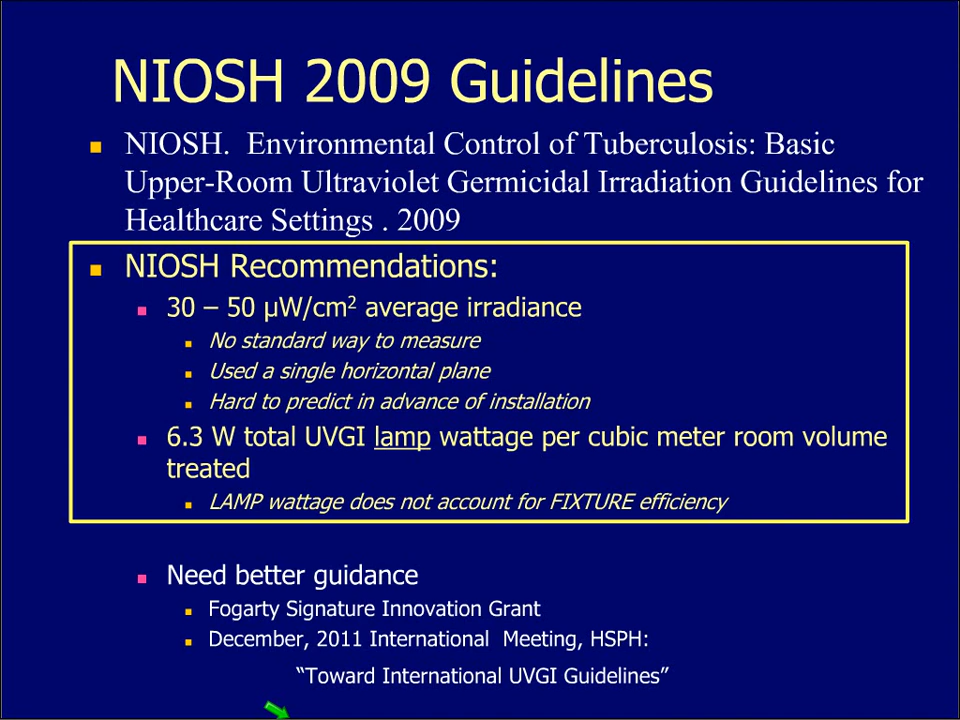 NIOSH 2009 Guidelines
NIOSH.  Environmental Control of Tuberculosis: Basic
Upper-Room Ultraviolet Germicidal Irradiation Guidelines for
Healthcare Settings . 2009
NIOSH Recommendations:
30 – 50 µW/cm² average irradiance
No standard way to measure
Used a single horizontal plane
Hard to predict in advance of installation
6.3 W total UVGI lamp wattage per cubic meter room volume
treated
LAMP wattage does not account for FIXTURE efficiency
Need better guidance
Fogarty Signature Innovation Grant
December, 2011 International  Meeting, HSPH:
“Toward International UVGI Guidelines”